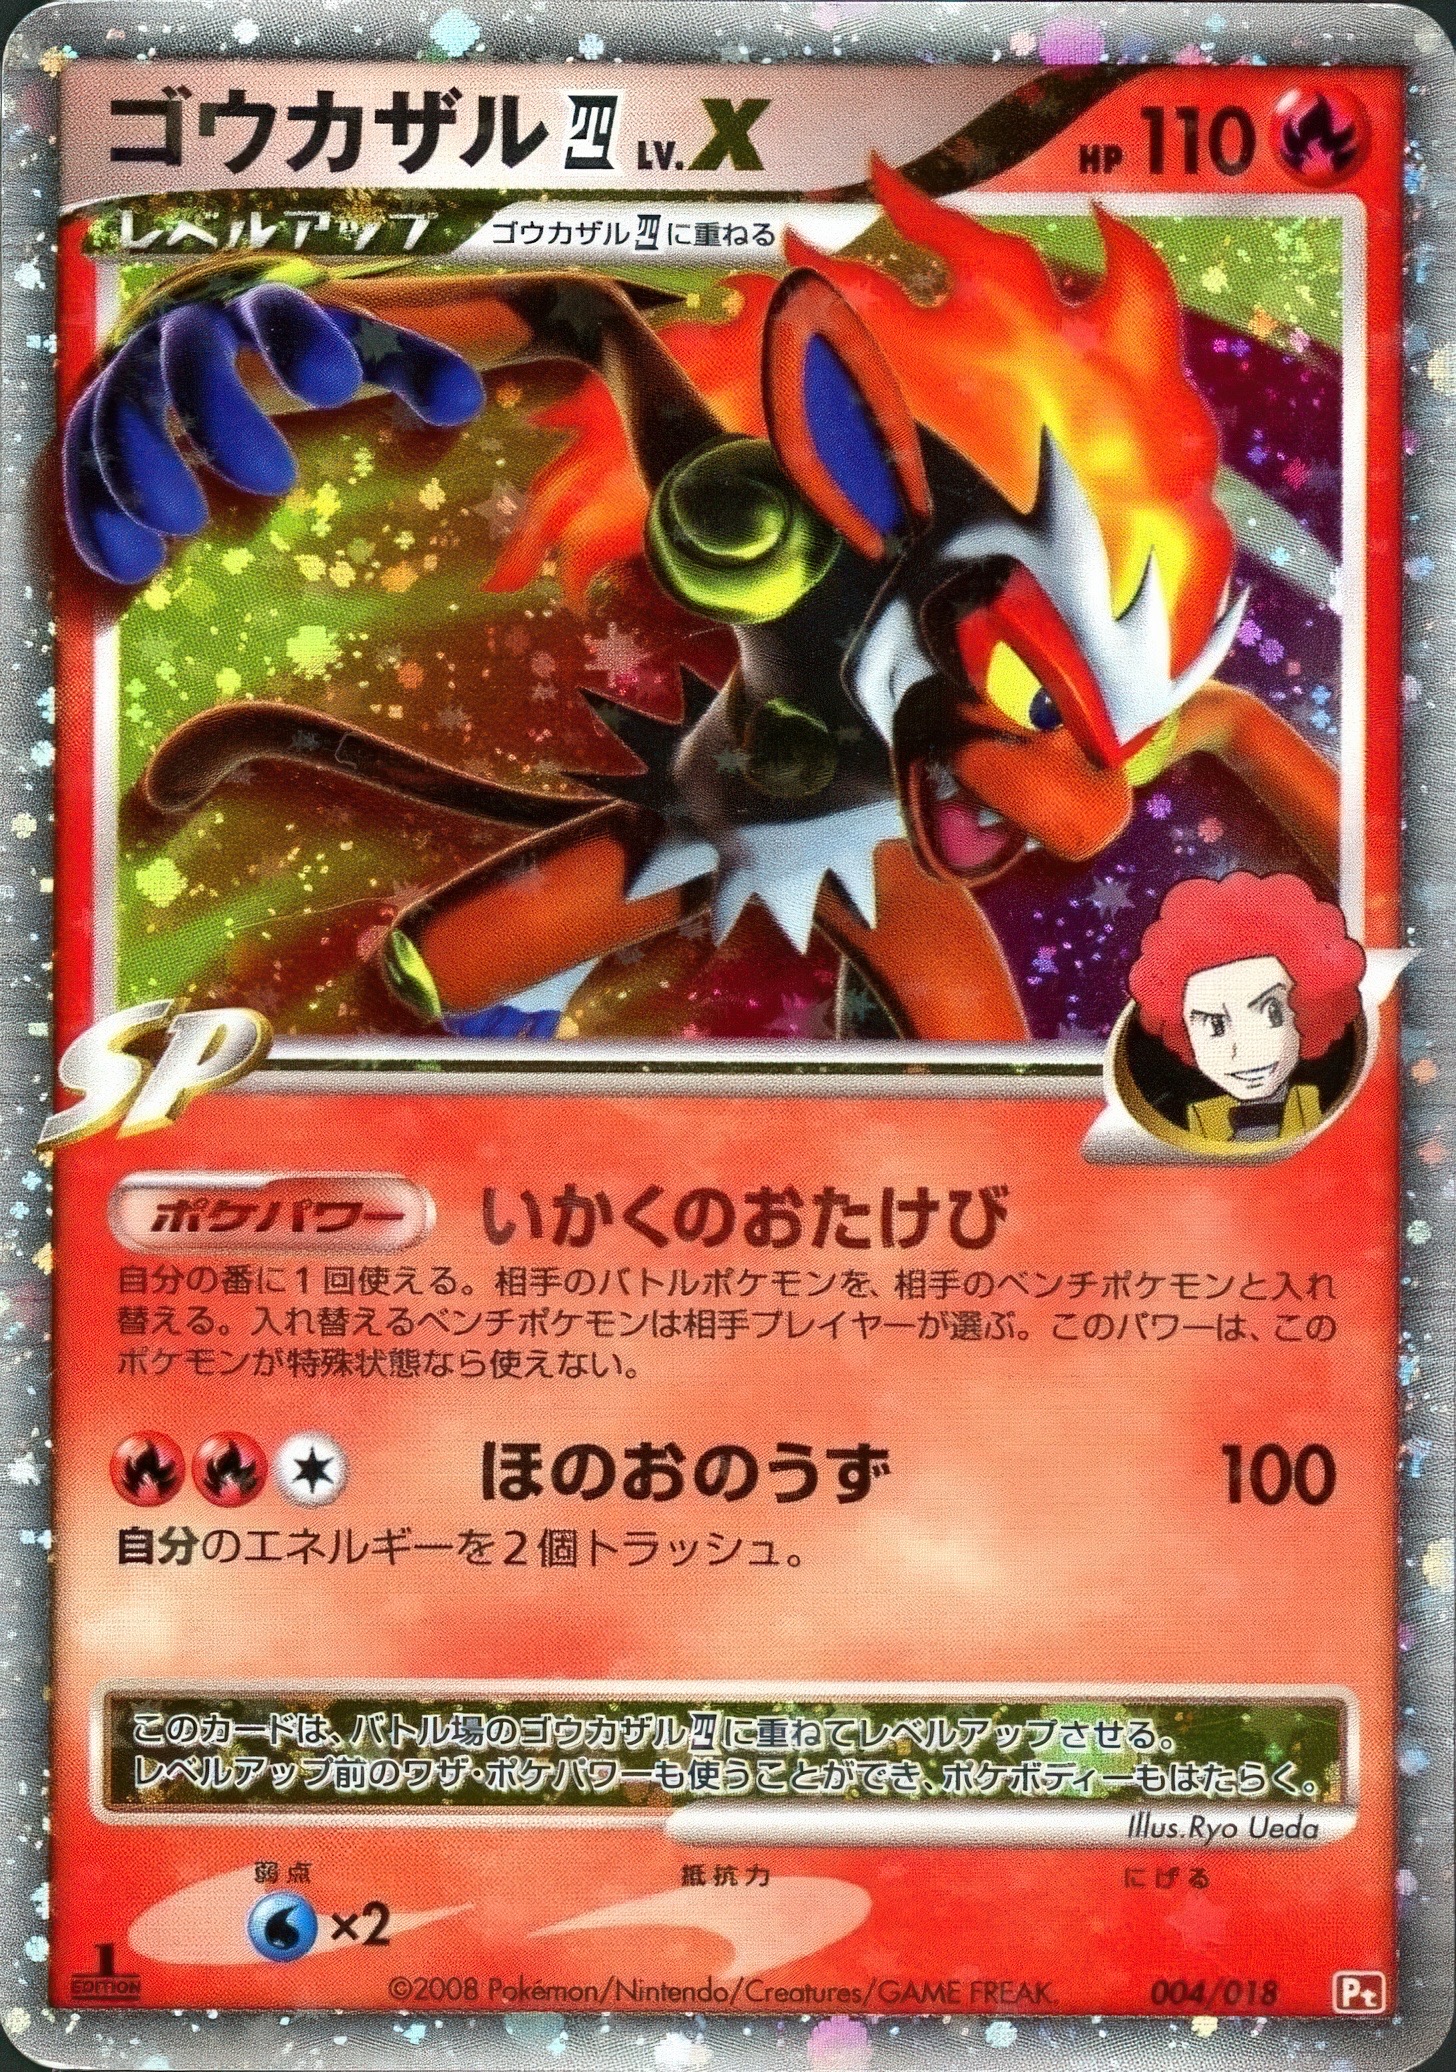 ゴウカザル 四 LV.X HP 110
レベルアップ ゴウカザル四に重ねる
SP
ポケパワー いかくのおたけび
自分の番に1回使える。相手のバトルポケモンを、相手のベンチポケモンと入れ
替える。入れ替えるベンチポケモンは相手プレイヤーが選ぶ。このパワーは、この
ポケモンが特殊状態なら使えない。
ほのおのうず 100
自分のエネルギーを2個トラッシュ。
このカードは、バトル場のゴウカザル四に重ねてレベルアップさせる。
レベルアップ前のワザ・ポケパワーも使うことができ、ポケボディーもはたらく。
Illus.Ryo Ueda
弱点 抵抗力 にげる
×2
1 EDITION ©2008 Pokémon/Nintendo/Creatures/GAME FREAK. 004/018 Pt